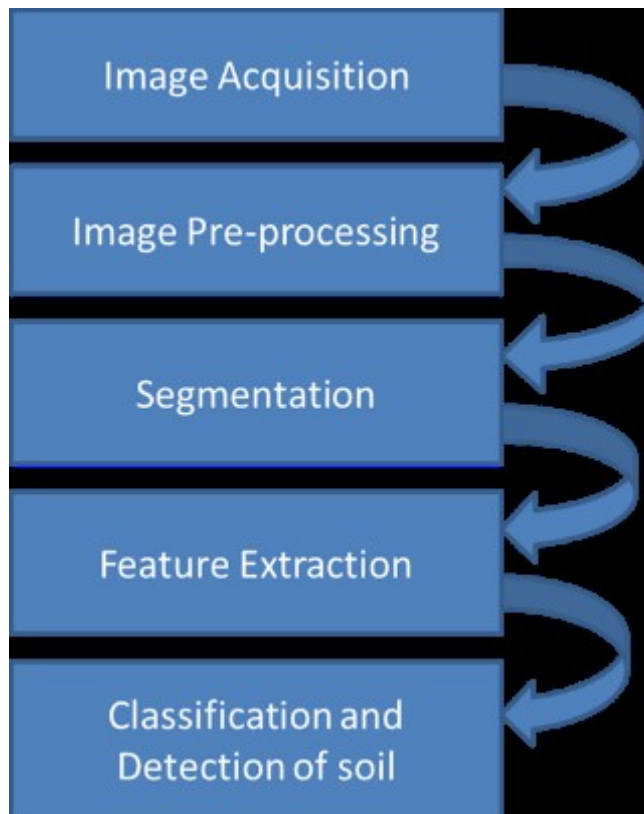 Image Acquisition
Image Pre-processing
Segmentation
Feature Extraction
Classification and
Detection of soil